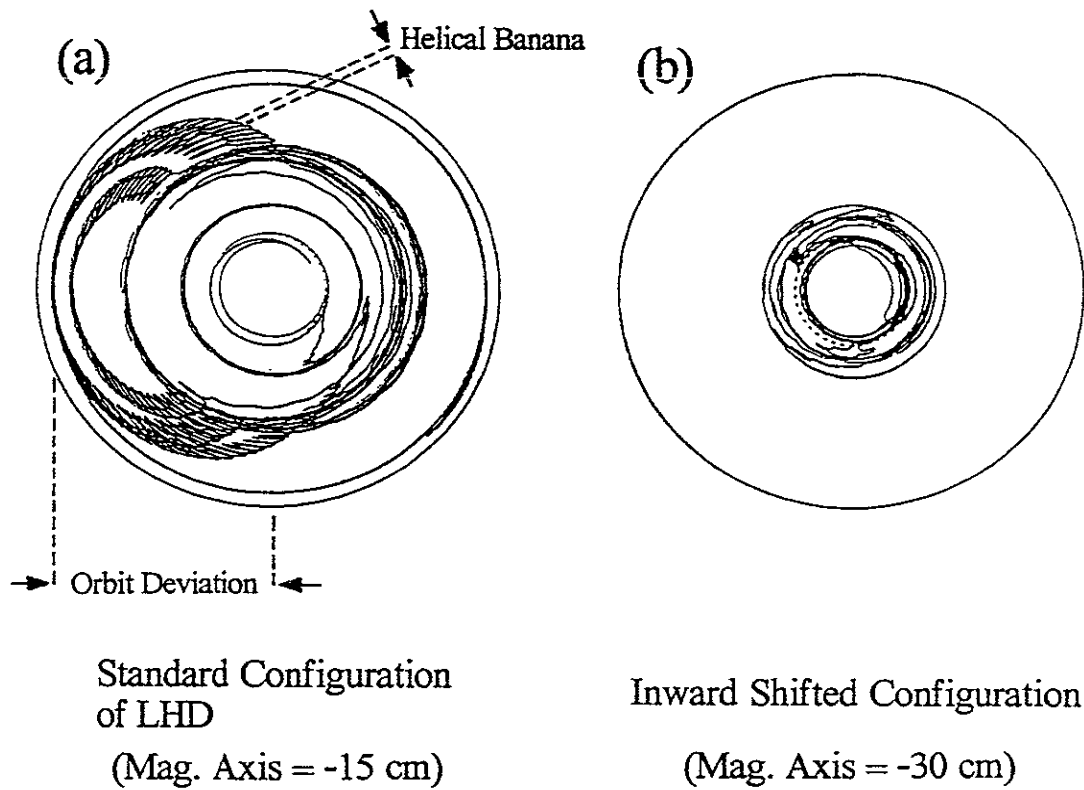 (a)
Helical Banana
(b)
Orbit Deviation
Standard Configuration
of LHD
(Mag. Axis = -15 cm)
Inward Shifted Configuration
(Mag. Axis = -30 cm)